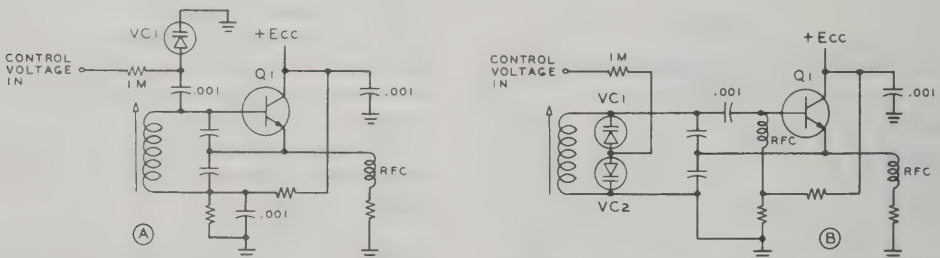 VC1
CONTROL
VOLTAGE
IN
1M
.001
Q1
+ECC
.001
.001
RFC
A
CONTROL
VOLTAGE
IN
1M
VC1
VC2
.001
RFC
Q1
+ECC
.001
RFC
B